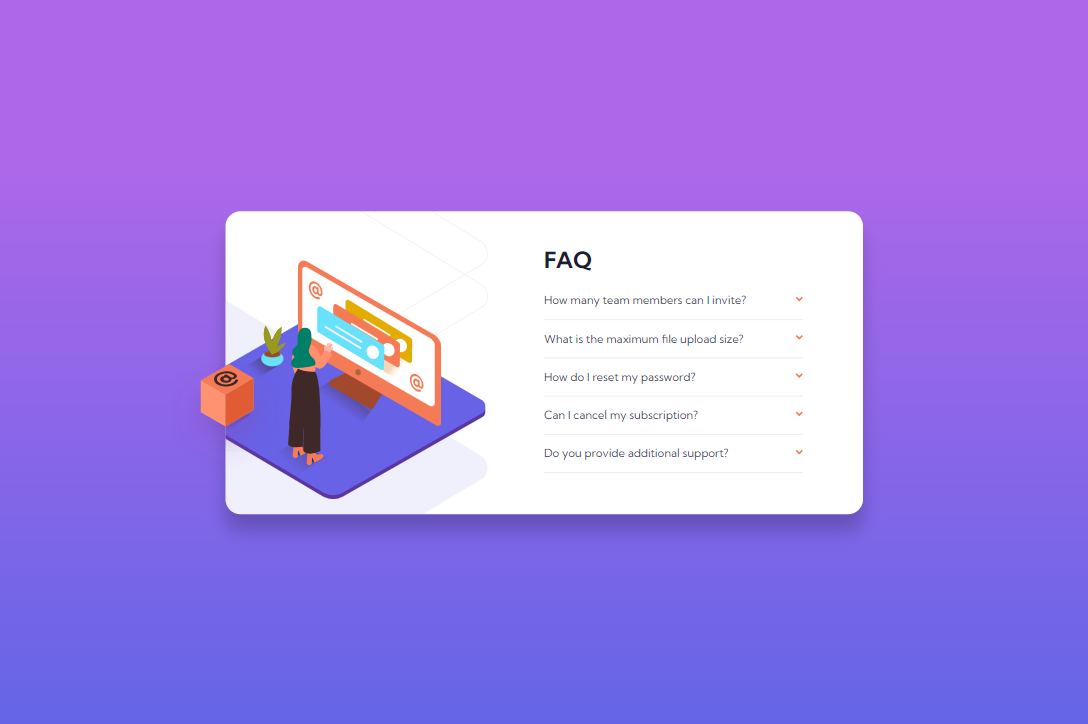 FAQ
How many team members can I invite?
What is the maximum file upload size?
How do I reset my password?
Can I cancel my subscription?
Do you provide additional support?
@
@
@